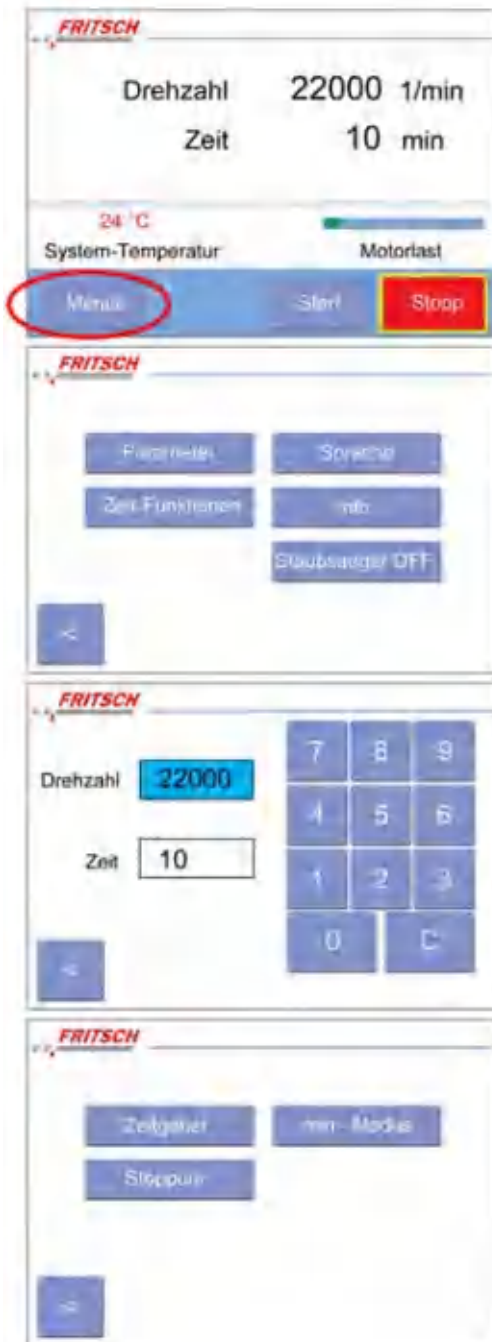 FRITSCH
Drehzahl 22000 1/min
Zeit 10 min
24 °C
System-Temperatur Motorlast
Menüs Start Stopp
FRITSCH
Parameter Sprache
Zeit-Funktionen Info
Staubsauger OFF
<
FRITSCH
Drehzahl 22000
7 8 9
4 5 6
Zeit 10
1 2 3
0 C
<
FRITSCH
Zeitgeber min - Modus
Stoppuhr
<